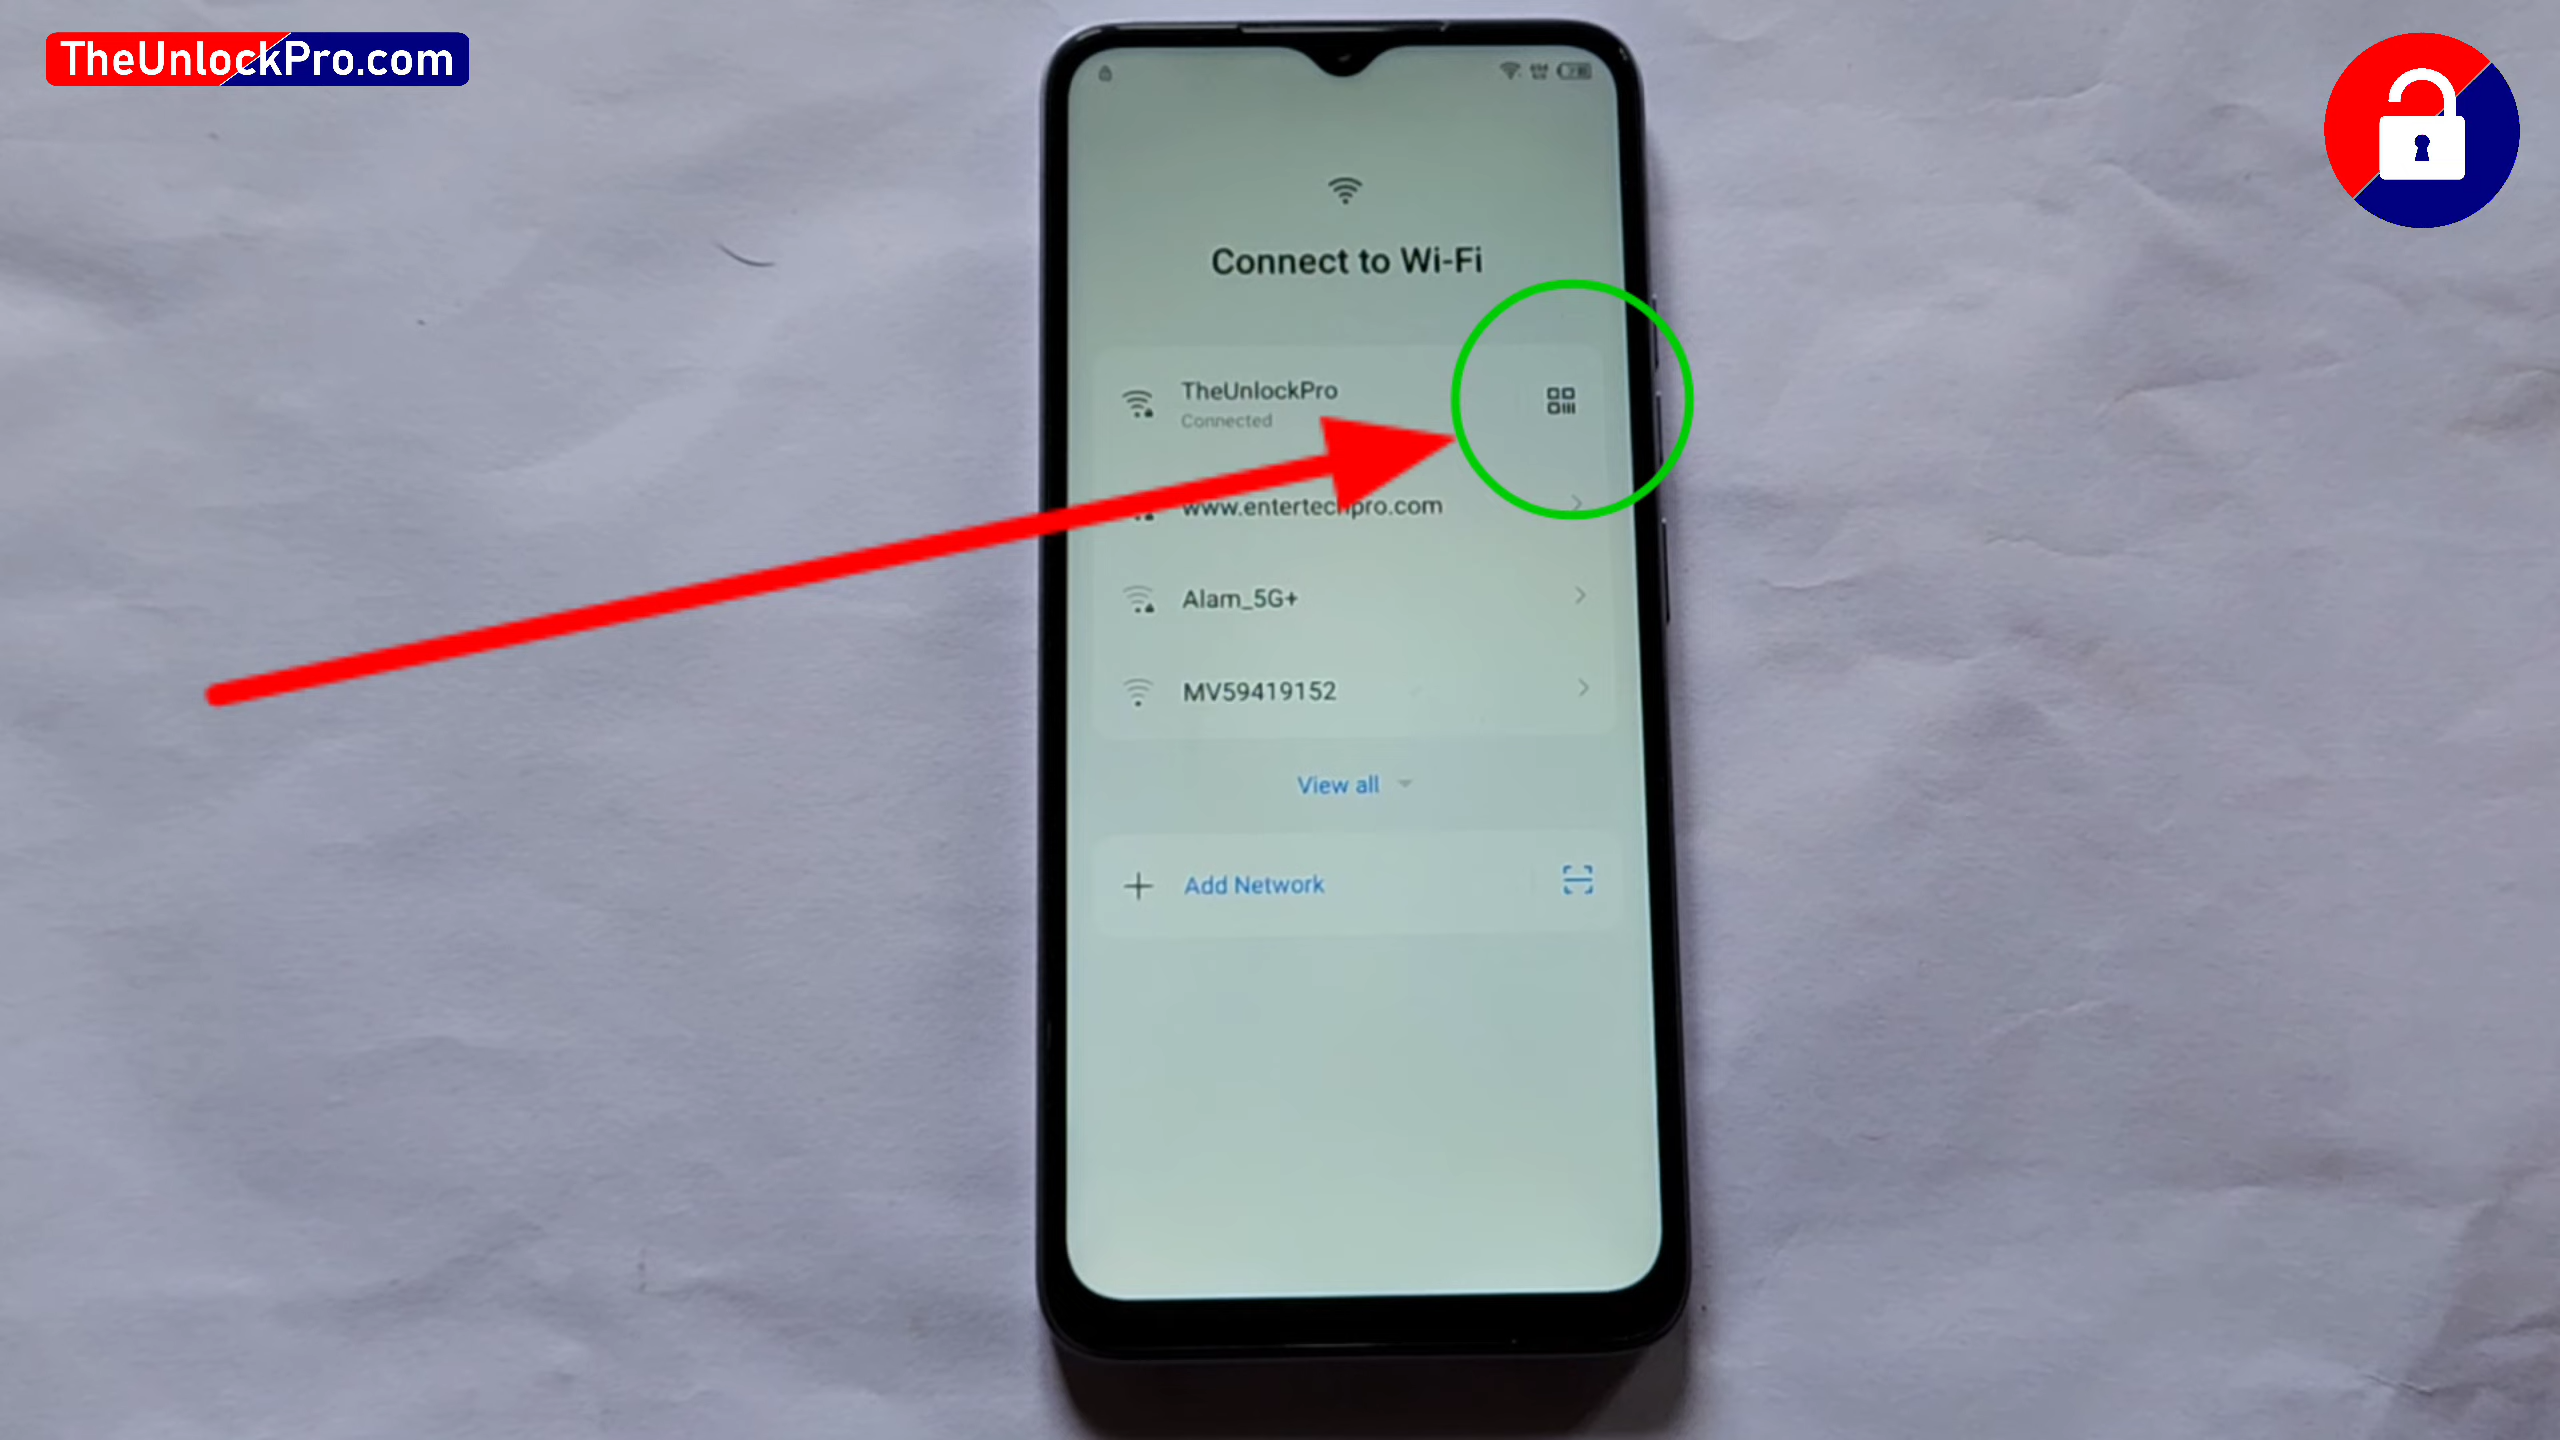 TheUnlockPro.com
Connect to Wi-Fi
TheUnlockPro
Connected
www.entertechpro.com
Alam_5G+
MV59419152
View all
Add Network